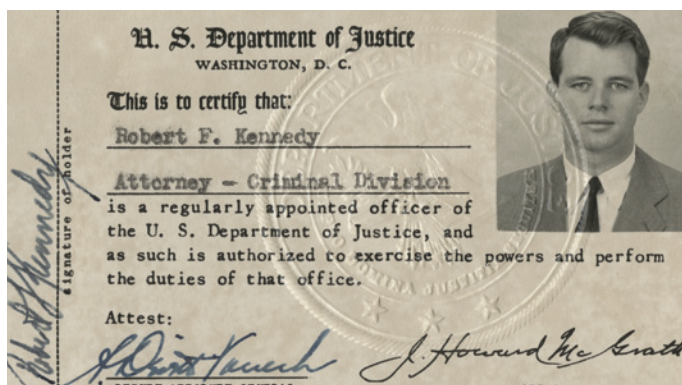 U. S. Department of Justice
WASHINGTON, D. C.
This is to certify that:
Robert F. Kennedy
Attorney - Criminal Division
is a regularly appointed officer of
the U. S. Department of Justice, and
as such is authorized to exercise the powers and perform
the duties of that office.
Attest:
J. Howard McGrath
Robert F. Kennedy
signature of holder